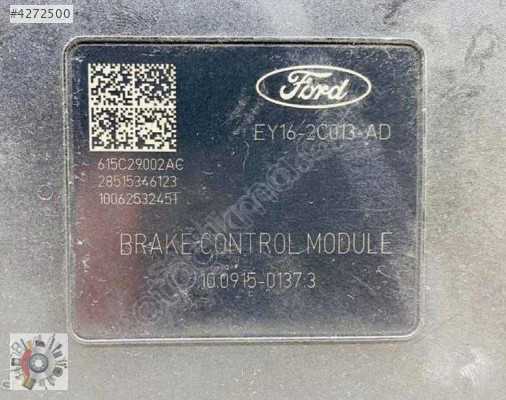 #4272500
Ford
EY16-2C013-AD
615C29002AC
28515346123
10062532451
BRAKE CONTROL MODULE
10.0915-0137.3